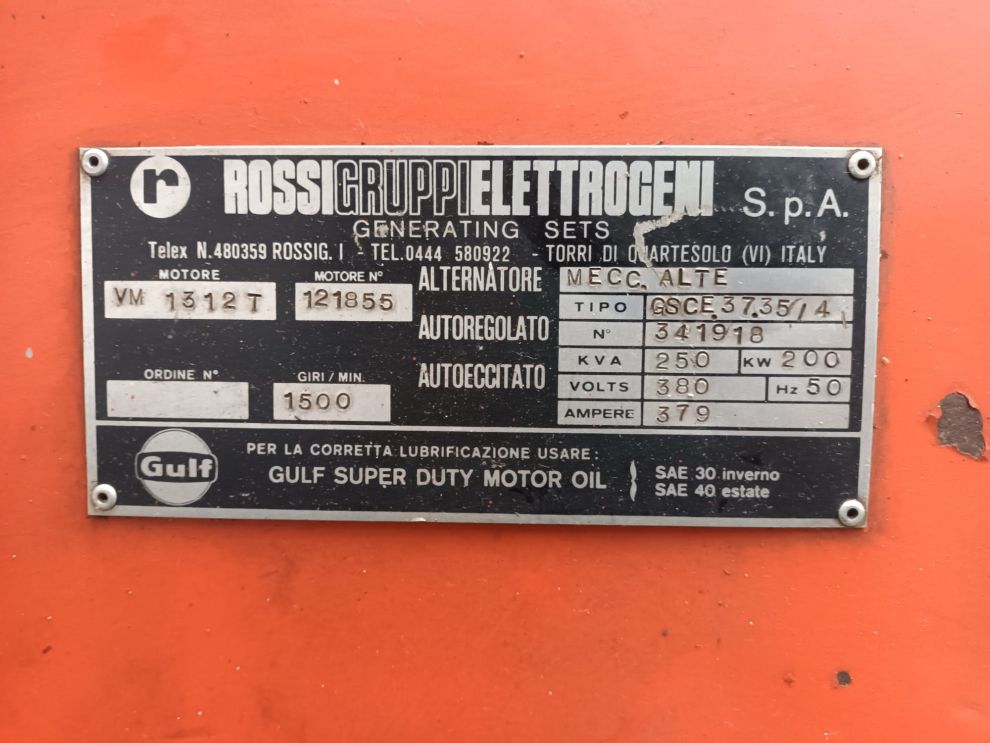 r ROSSIGRUPPIELETTROGENI S.p.A.
GENERATING SETS
Telex N.480359 ROSSIG. I - TEL.0444 580922 - TORRI DI QUARTESOLO (VI) ITALY
MOTORE MOTORE N°
VM 1312T 121855
ALTERNATORE MECC. ALTE
TIPO GSCE.37.35/4
AUTOREGOLATO N° 341918
KVA 250 KW 200
ORDINE N° GIRI/MIN.
1500
AUTOECCITATO VOLTS 380 Hz 50
AMPERE 379
Gulf
PER LA CORRETTA LUBRIFICAZIONE USARE:
GULF SUPER DUTY MOTOR OIL
SAE 30 inverno
SAE 40 estate